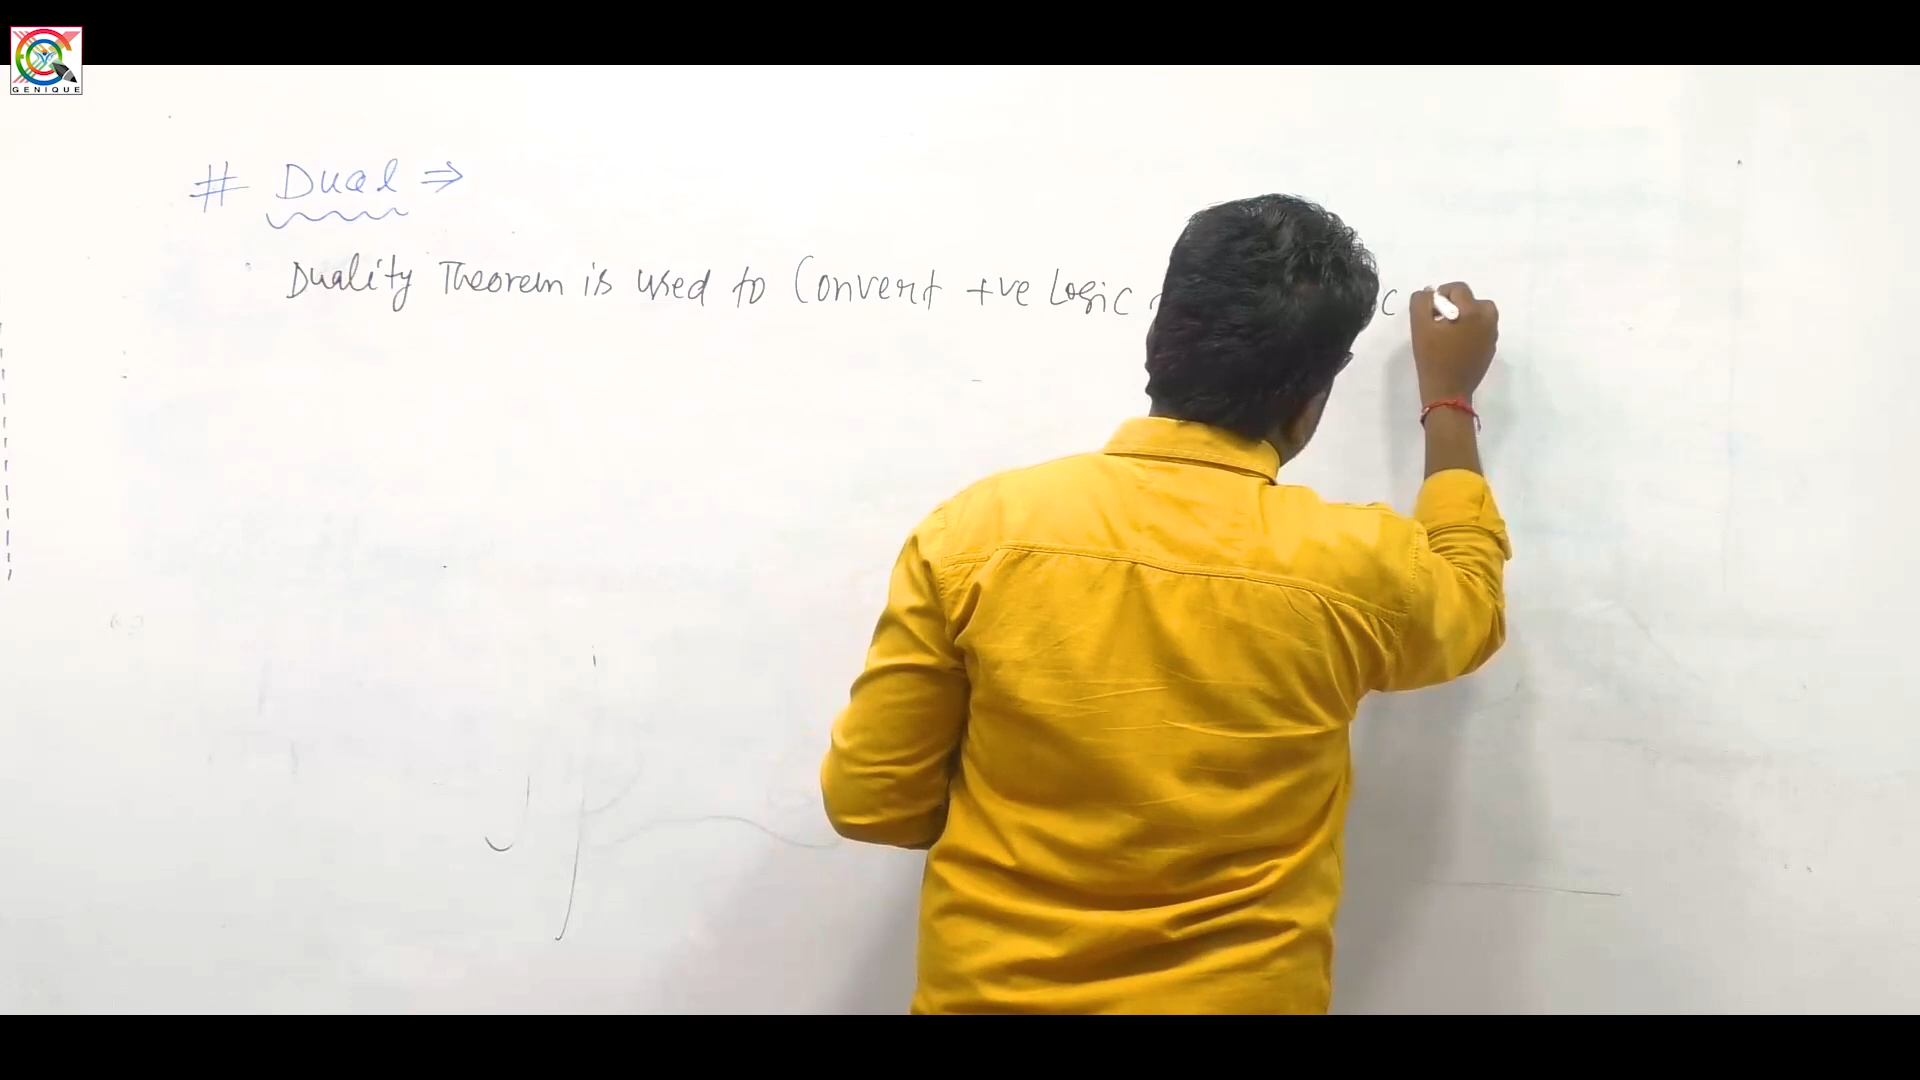 GENIQUE
# Dual ⇒
Duality Theorem is used to Convert +ve Logic